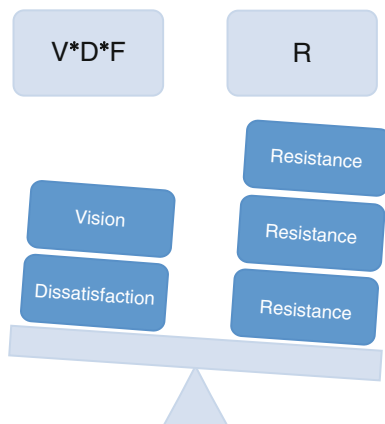 V*D*F
R
Resistance
Vision
Resistance
Dissatisfaction
Resistance